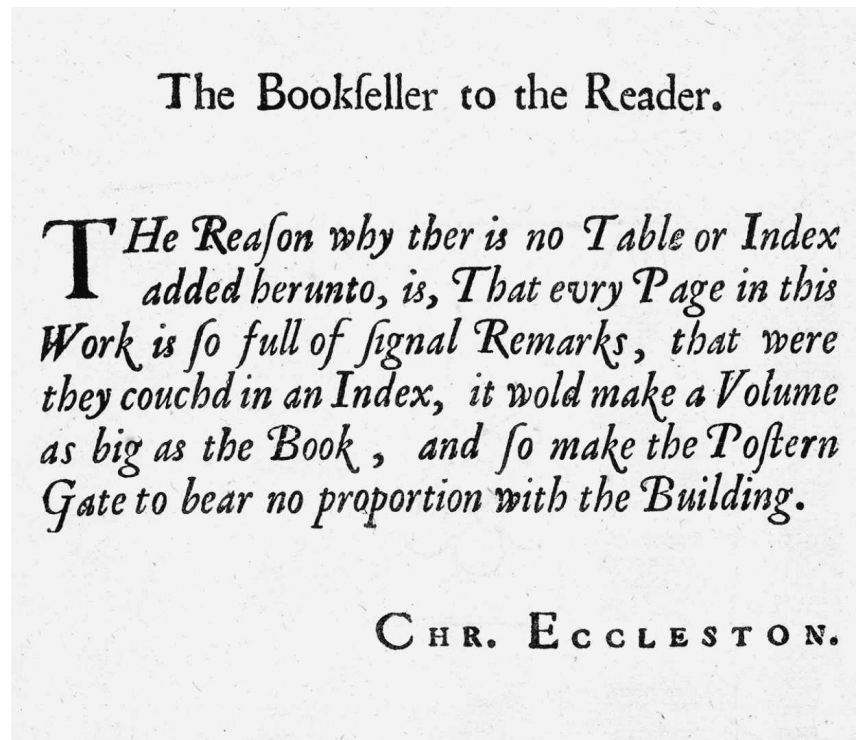 The Bookſeller to the Reader.
THe Reaſon why ther is no Table or Index
added herunto, is, That evry Page in this
Work is ſo full of ſignal Remarks, that were
they couchd in an Index, it wold make a Volume
as big as the Book, and ſo make the Poſtern
Gate to bear no proportion with the Building.
CHR. ECCLESTON.